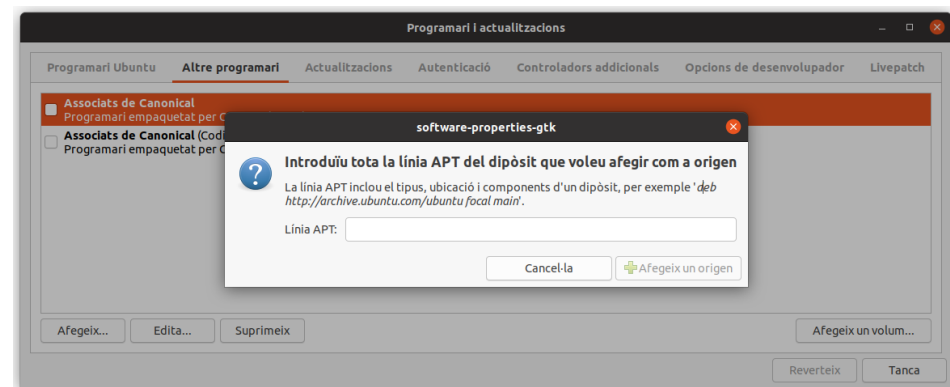 Programari i actualitzacions
Programari Ubuntu Altre programari Actualitzacions Autenticació Controladors addicionals Opcions de desenvolupador Livepatch
Associats de Canonical
Programari empaquetat per
Associats de Canonical
Programari empaquetat per
software-properties-gtk
Introduïu tota la línia APT del dipòsit que voleu afegir com a origen
La línia APT inclou el tipus, ubicació i components d'un dipòsit, per exemple 'deb
http://archive.ubuntu.com/ubuntu focal main'.
Línia APT:
Cancel·la Afegeix un origen
Afegeix... Edita... Suprimeix Afegeix un volum...
Reverteix Tanca